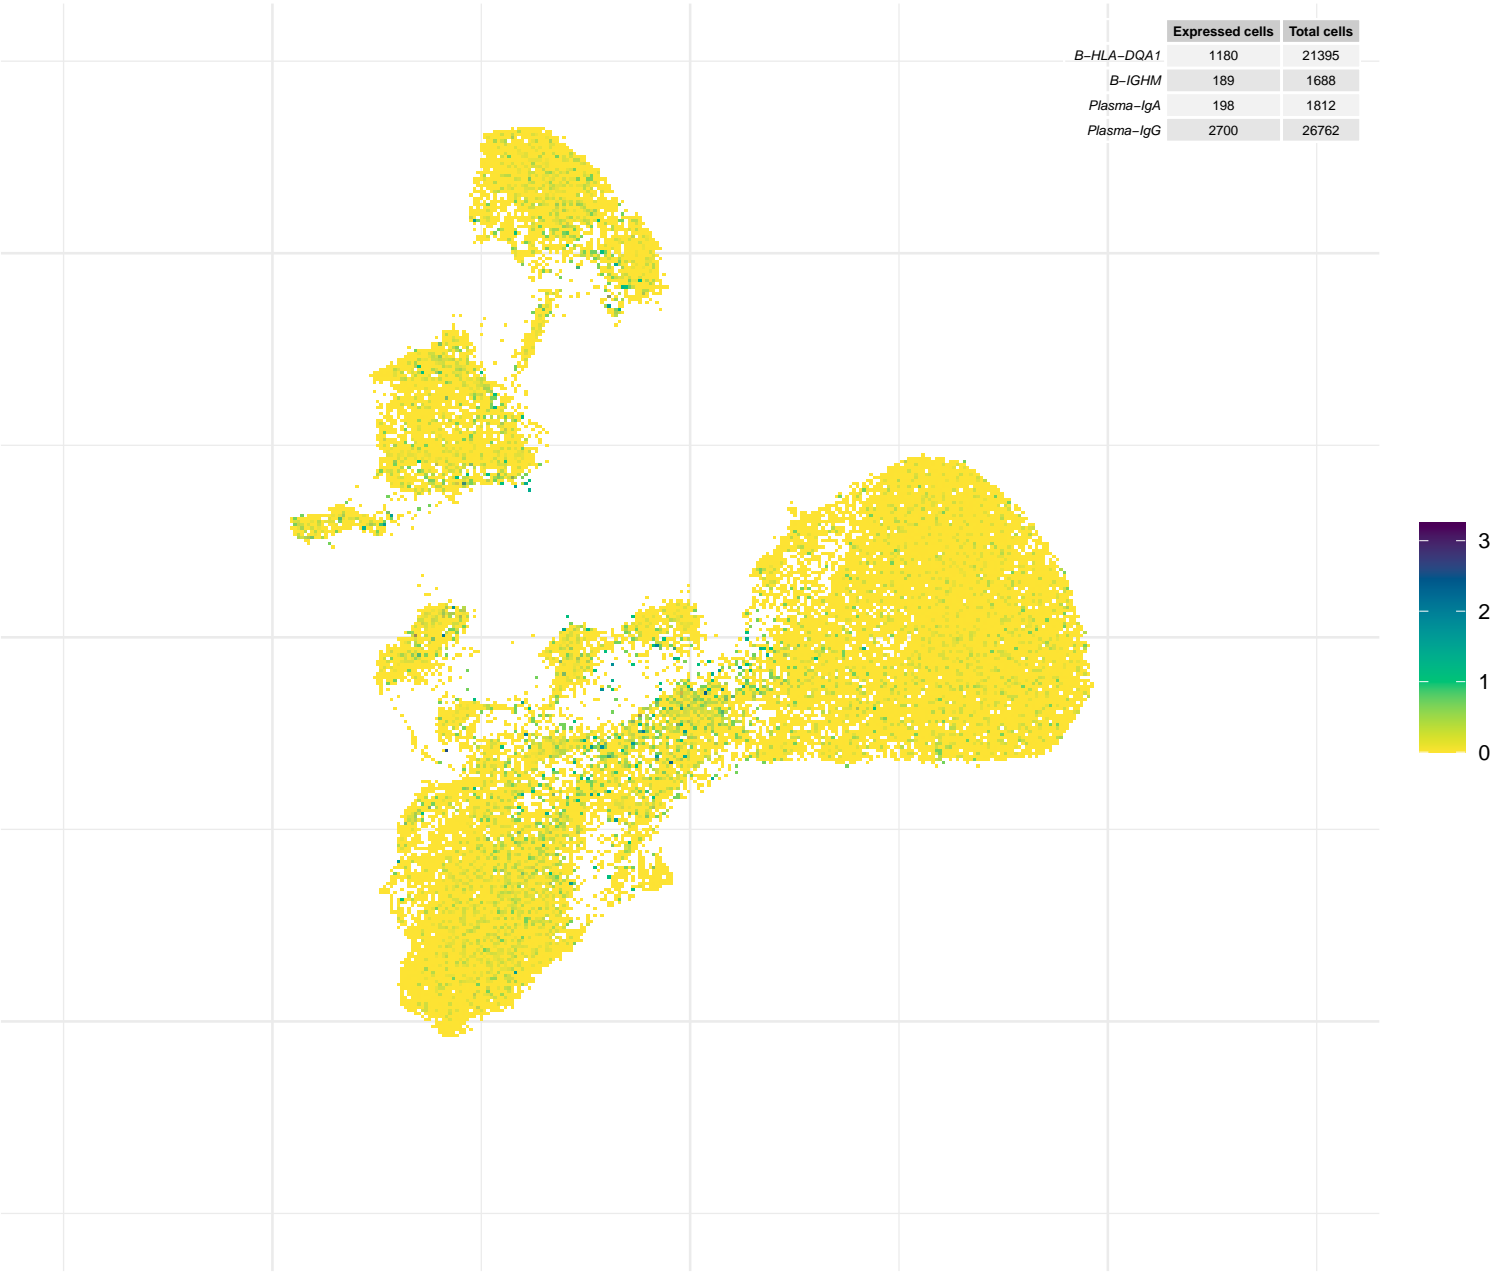 Expressed cells Total cells
B−HLA−DQA1 1180 21395
B−IGHM 189 1688
Plasma−IgA 198 1812
Plasma−IgG 2700 26762
3
2
1
0